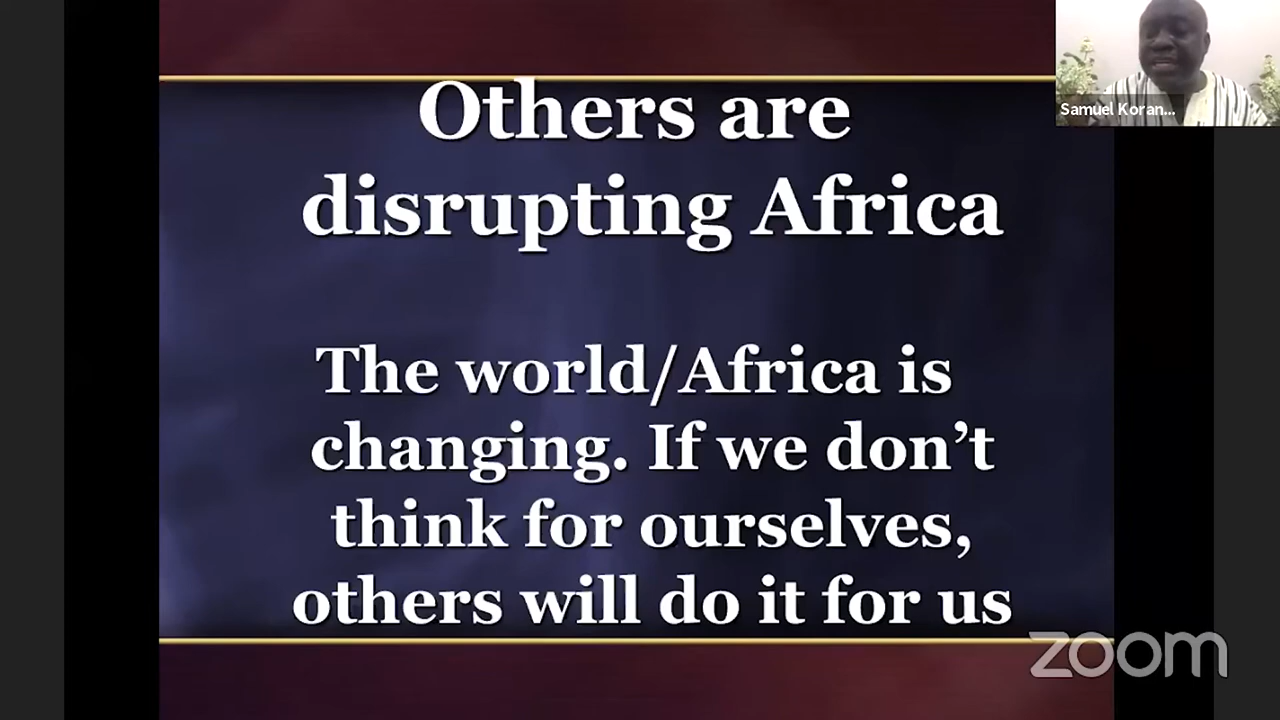 Others are
disrupting Africa
The world/Africa is
changing. If we don’t
think for ourselves,
others will do it for us
Samuel Koran...
zoom